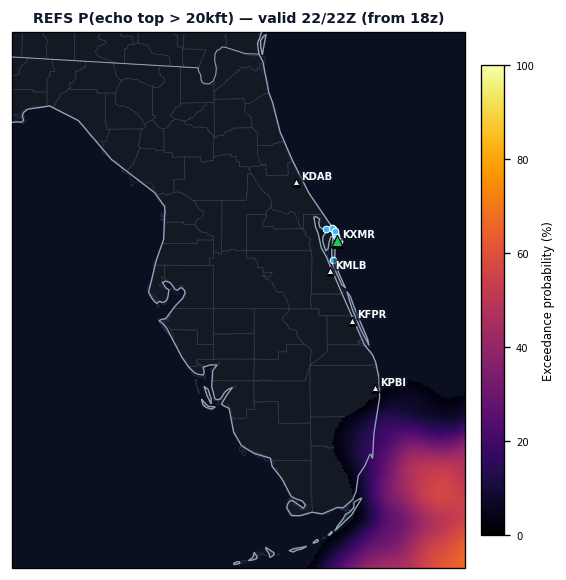 REFS P(echo top > 20kft) — valid 22/22Z (from 18z)
KDAB
KXMR
KMLB
KFPR
KPBI
100
80
60
40
20
0
Exceedance probability (%)